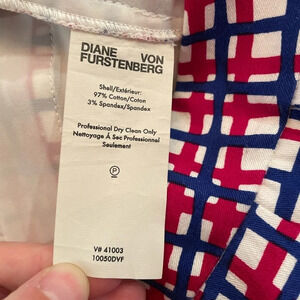 DIANE VON
FURSTENBERG
Shell/Extérieur:
97% Cotton/Coton
3% Spandex/Spandex
Professional Dry Clean Only
Nettoyage À Sec Professionnel
Seulement
P
V# 41003
10050DVF